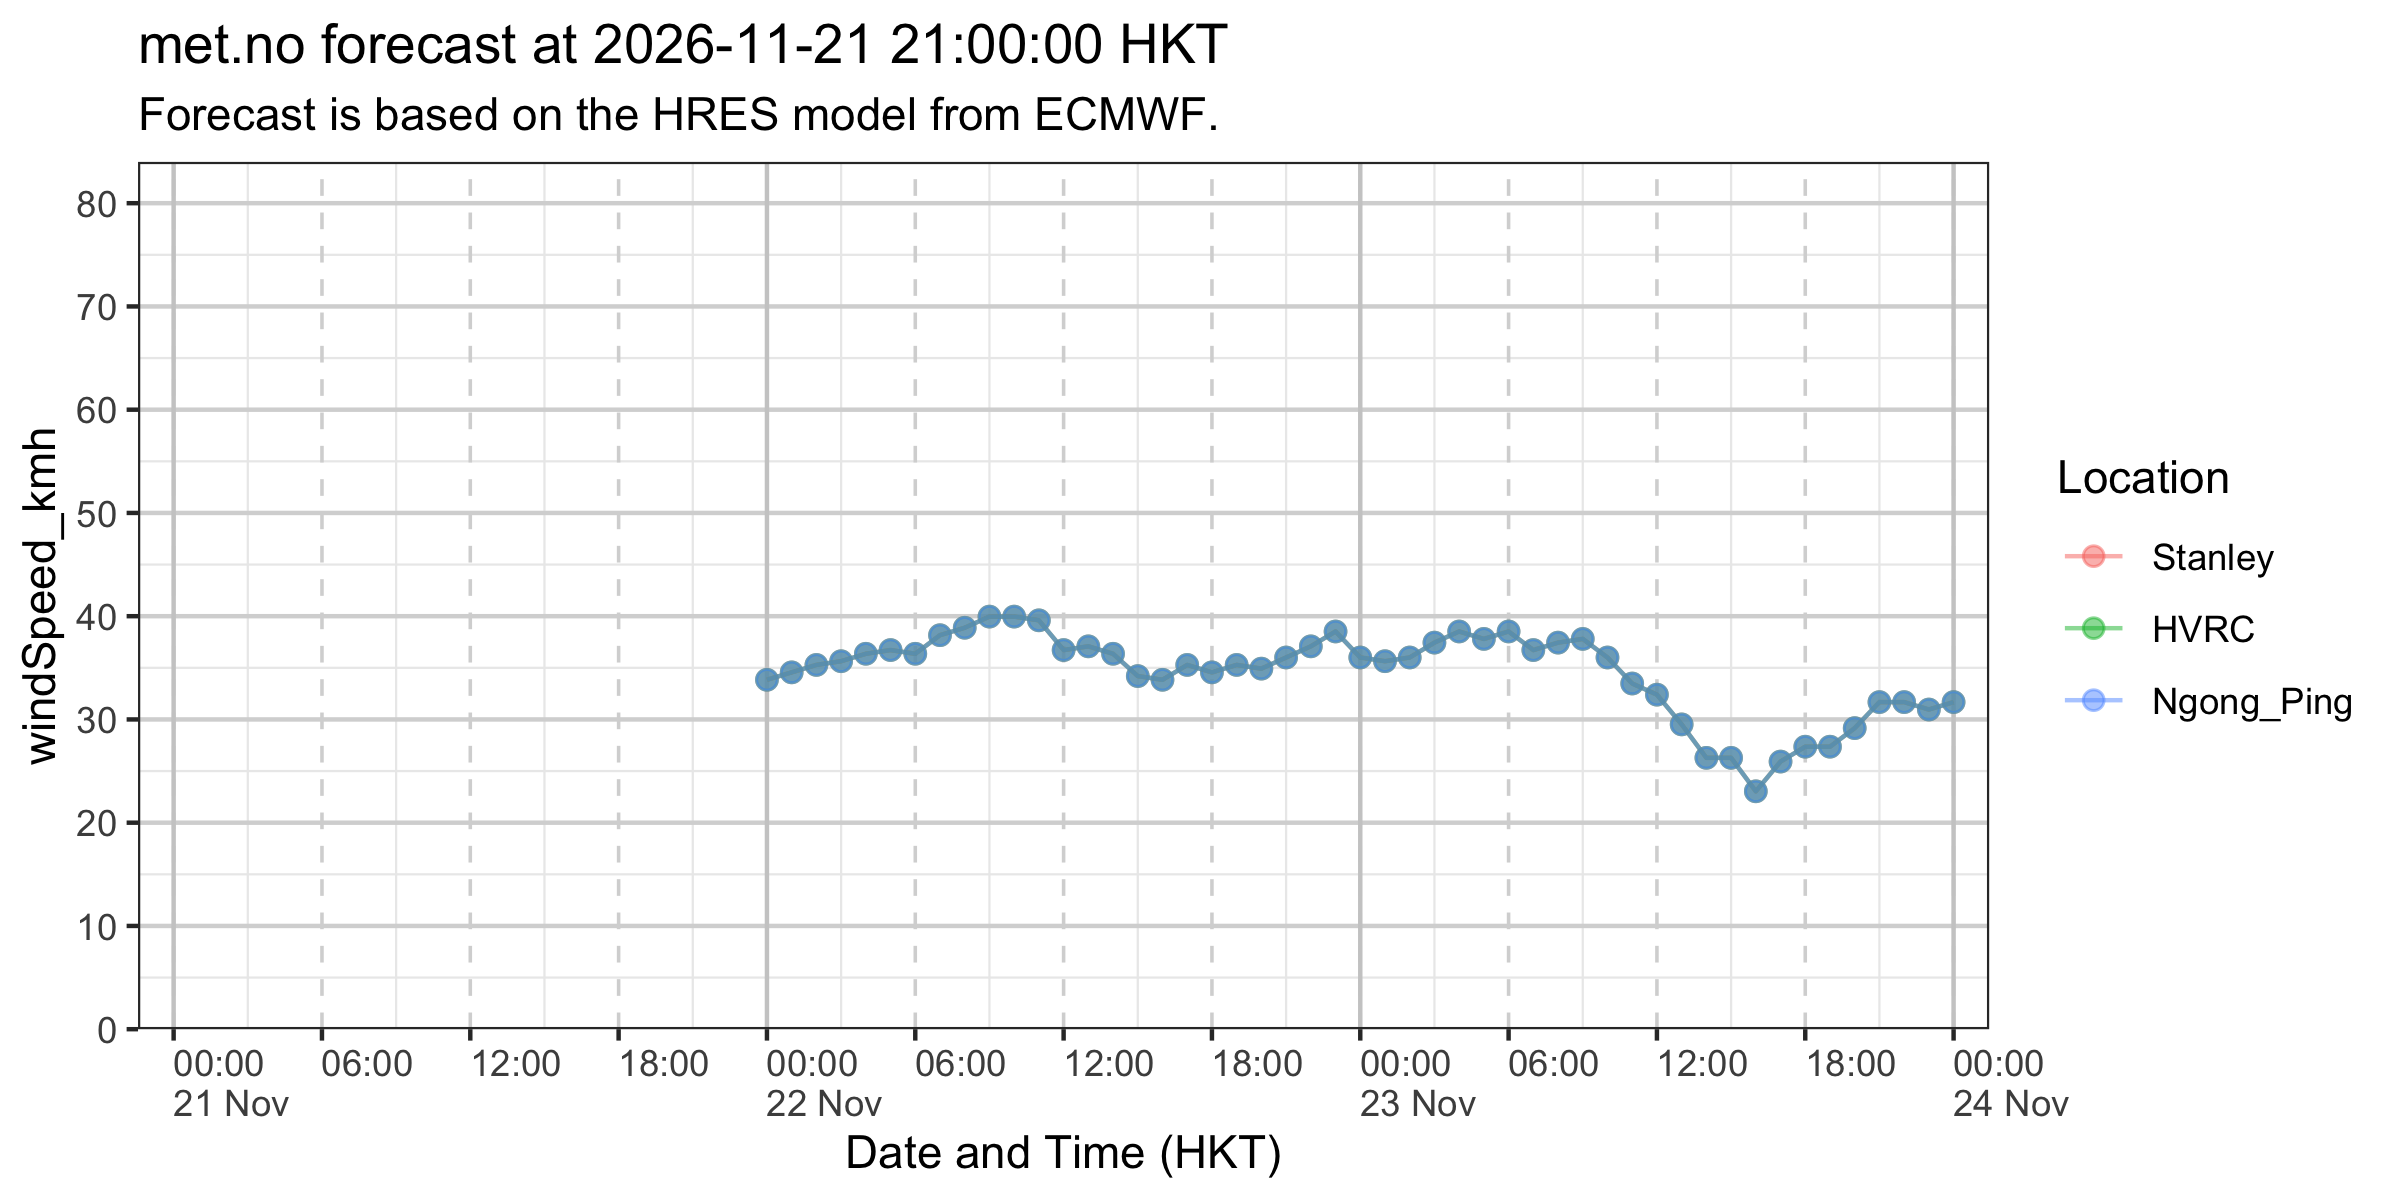 met.no forecast at 2026-11-21 21:00:00 HKT
Forecast is based on the HRES model from ECMWF.
windSpeed_kmh
80
70
60
50
40
30
20
10
0
00:00 06:00 12:00 18:00 00:00 06:00 12:00 18:00 00:00 06:00 12:00 18:00 00:00
21 Nov 22 Nov 23 Nov 24 Nov
Date and Time (HKT)
Location
Stanley
HVRC
Ngong_Ping